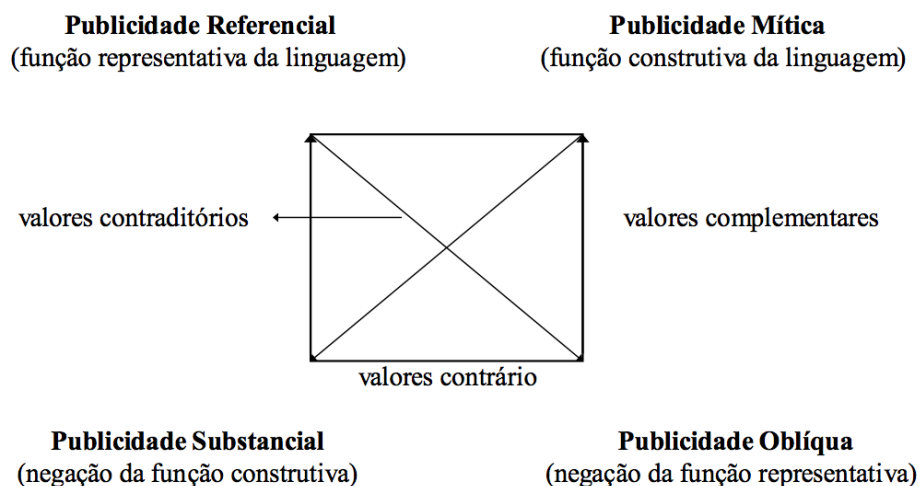 Publicidade Referencial
(função representativa da linguagem)
Publicidade Mítica
(função construtiva da linguagem)
valores contraditórios
valores complementares
valores contrário
Publicidade Substancial
(negação da função construtiva)
Publicidade Oblíqua
(negação da função representativa)